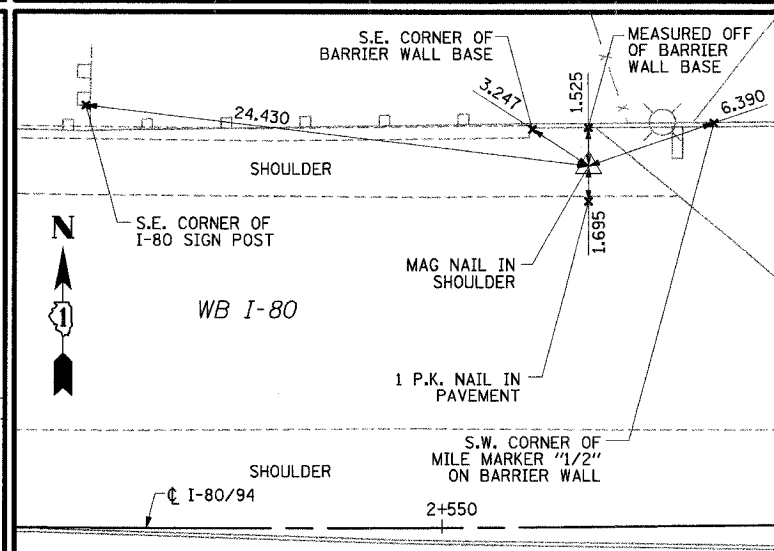 S.E. CORNER OF
BARRIER WALL BASE
MEASURED OFF
OF BARRIER
WALL BASE
3.247
1.525
6.390
24.430
SHOULDER
S.E. CORNER OF
I-80 SIGN POST
1.695
N
MAG NAIL IN
SHOULDER
WB I-80
1
1 P.K. NAIL IN
PAVEMENT
S.W. CORNER OF
MILE MARKER "1/2"
ON BARRIER WALL
SHOULDER
℄ I-80/94
2+550